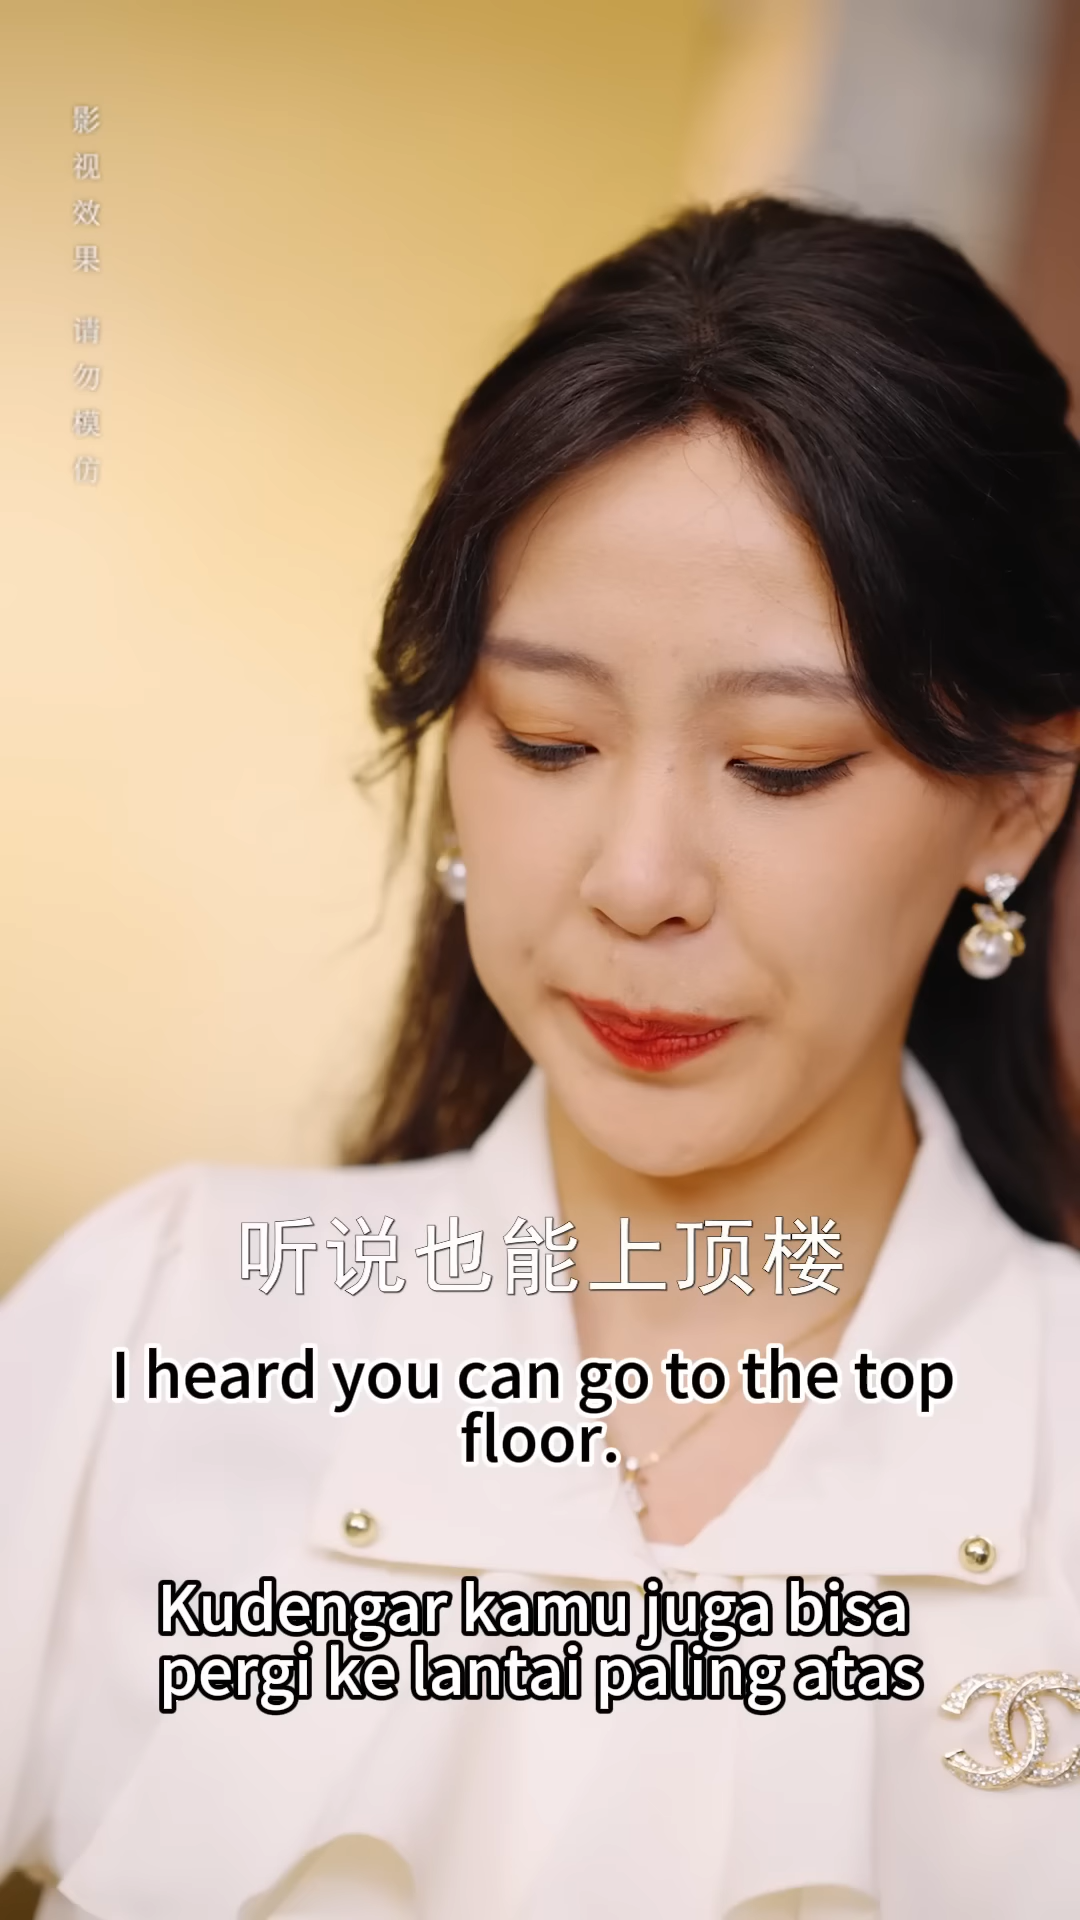 影视效果 请勿模仿
听说也能上顶楼
I heard you can go to the top
floor.
Kudengar kamu juga bisa
pergi ke lantai paling atas